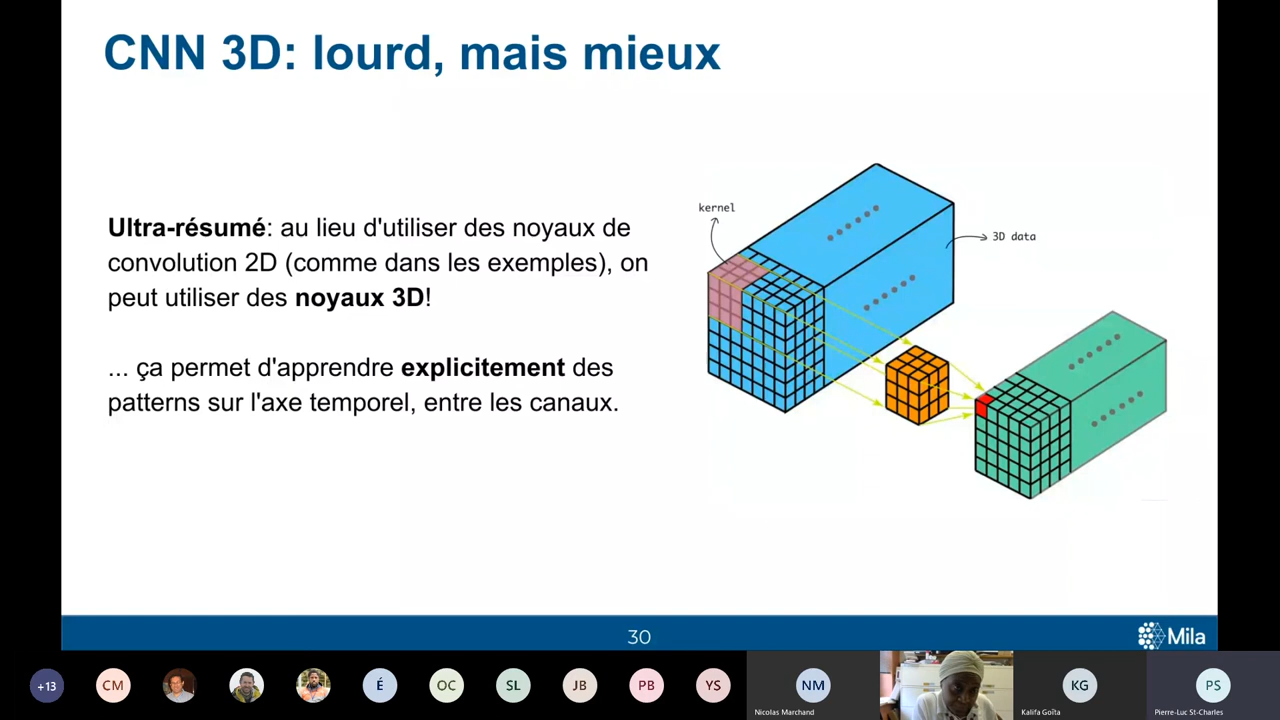 CNN 3D: lourd, mais mieux
Ultra-résumé: au lieu d'utiliser des noyaux de
convolution 2D (comme dans les exemples), on
peut utiliser des noyaux 3D!
... ça permet d'apprendre explicitement des
patterns sur l'axe temporel, entre les canaux.
kernel
3D data
30
Mila
+13
CM
É
OC
SL
JB
PB
YS
NM
KG
PS
Nicolas Marchand
Kalifa Goïta
Pierre-Luc St-Charles